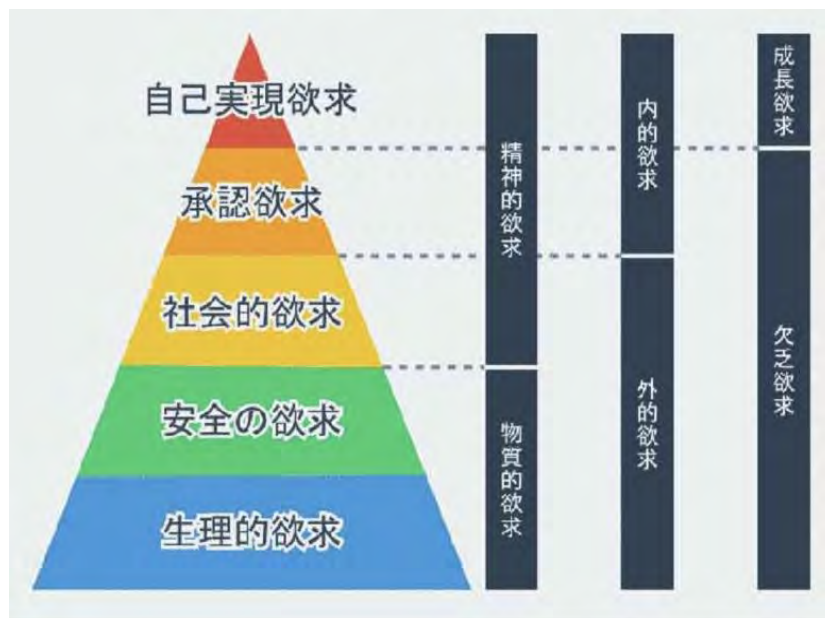 自己実現欲求
承認欲求
社会的欲求
安全の欲求
生理的欲求
精神的欲求
物質的欲求
内的欲求
外的欲求
成長欲求
欠乏欲求